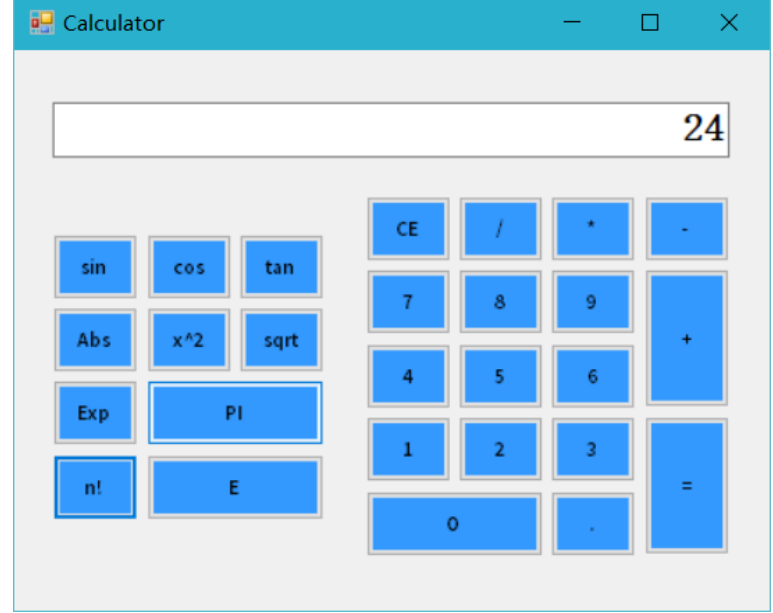 Calculator
24
CE / * -
sin cos tan
7 8 9
Abs x^2 sqrt +
4 5 6
Exp PI
1 2 3
n! E =
0 .